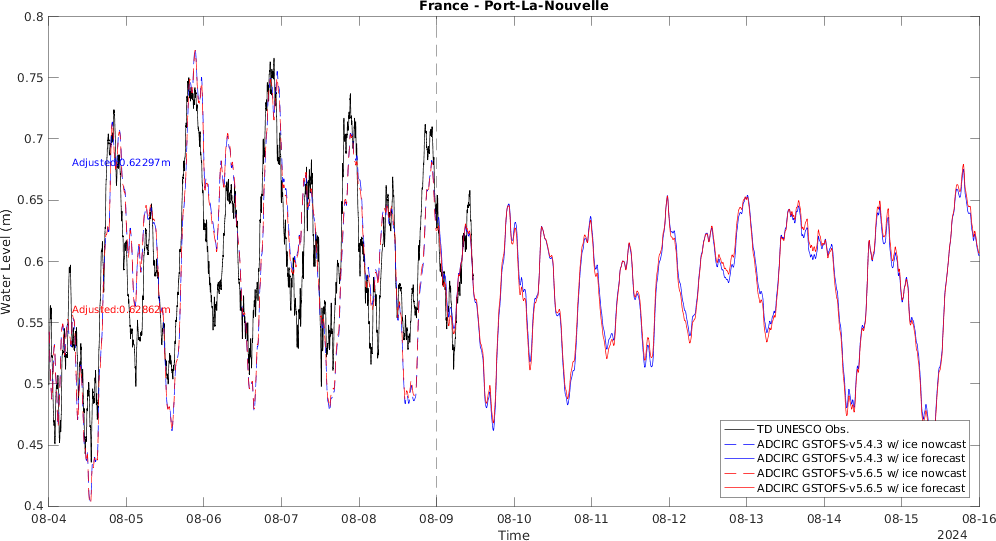 France - Port-La-Nouvelle
Water Level (m)
0.8
0.75
0.7
0.65
0.6
0.55
0.5
0.45
0.4
Adjusted:0.62297m
Adjusted:0.62862m
TD UNESCO Obs.
ADCIRC GSTOFS-v5.4.3 w/ ice nowcast
ADCIRC GSTOFS-v5.4.3 w/ ice forecast
ADCIRC GSTOFS-v5.6.5 w/ ice nowcast
ADCIRC GSTOFS-v5.6.5 w/ ice forecast
08-04 08-05 08-06 08-07 08-08 08-09 08-10 08-11 08-12 08-13 08-14 08-15 08-16
Time
2024